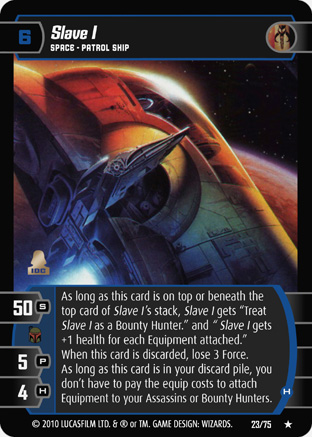 6
Slave I
SPACE - PATROL SHIP
IDC
50 S
5 P
4 H
As long as this card is on top or beneath the
top card of Slave I's stack, Slave I gets “Treat
Slave I as a Bounty Hunter.” and “ Slave I gets
+1 health for each Equipment attached.”
When this card is discarded, lose 3 Force.
As long as this card is in your discard pile, you
don't have to pay the equip costs to attach
Equipment to your Assassins or Bounty Hunters.
H
© 2010 LUCASFILM LTD. & ® or TM. GAME DESIGN: WIZARDS.
23/75 ★